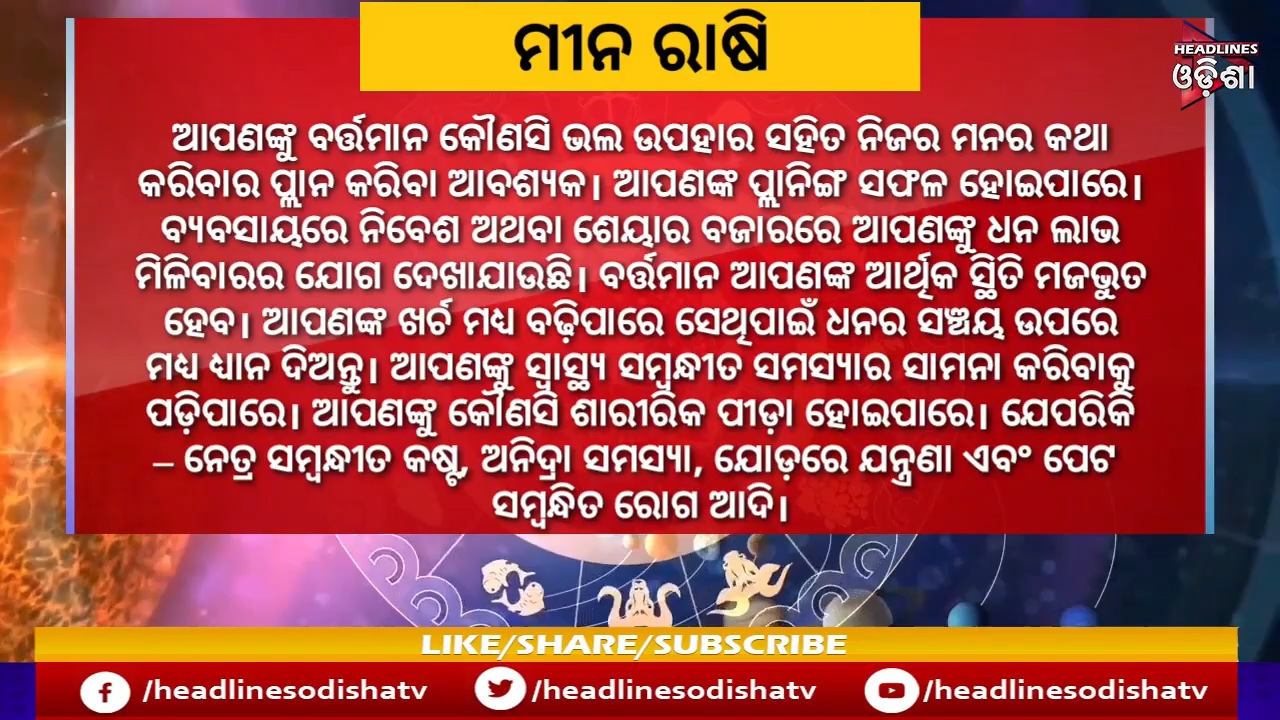 ମୀନ ରାଷି
HEADLINES
ଓଡ଼ିଶା
ଆପଣଙ୍କୁ ବର୍ତ୍ତମାନ କୌଣସି ଭଲ ଉପହାର ସହିତ ନିଜର ମନର କଥା
କରିବାର ପ୍ଲାନ କରିବା ଆବଶ୍ୟକ। ଆପଣଙ୍କ ପ୍ଲାନିଙ୍ଗ ସଫଳ ହୋଇପାରେ।
ବ୍ୟବସାୟରେ ନିବେଶ ଅଥବା ଶେୟାର ବଜାରରେ ଆପଣଙ୍କୁ ଧନ ଲାଭ
ମିଳିବାରର ଯୋଗ ଦେଖାଯାଉଛି। ବର୍ତ୍ତମାନ ଆପଣଙ୍କ ଆର୍ଥିକ ସ୍ଥିତି ମଜଭୁତ
ହେବ। ଆପଣଙ୍କ ଖର୍ଚ ମଧ୍ୟ ବଢ଼ିପାରେ ସେଥିପାଇଁ ଧନର ସଞ୍ଚୟ ଉପରେ
ମଧ୍ୟ ଧ୍ୟାନ ଦିଅନ୍ତୁ। ଆପଣଙ୍କୁ ସ୍ୱାସ୍ଥ୍ୟ ସମ୍ବନ୍ଧୀତ ସମସ୍ୟାର ସାମନା କରିବାକୁ
ପଡ଼ିପାରେ। ଆପଣଙ୍କୁ କୌଣସି ଶାରୀରିକ ପୀଡ଼ା ହୋଇପାରେ। ଯେପରିକି
– ନେତ୍ର ସମ୍ବନ୍ଧୀତ କଷ୍ଟ, ଅନିଦ୍ରା ସମସ୍ୟା, ଯୋଡ଼ରେ ଯନ୍ତ୍ରଣା ଏବଂ ପେଟ
ସମ୍ବନ୍ଧିତ ରୋଗ ଆଦି।
LIKE/SHARE/SUBSCRIBE
/headlinesodishatv /headlinesodishatv /headlinesodishatv